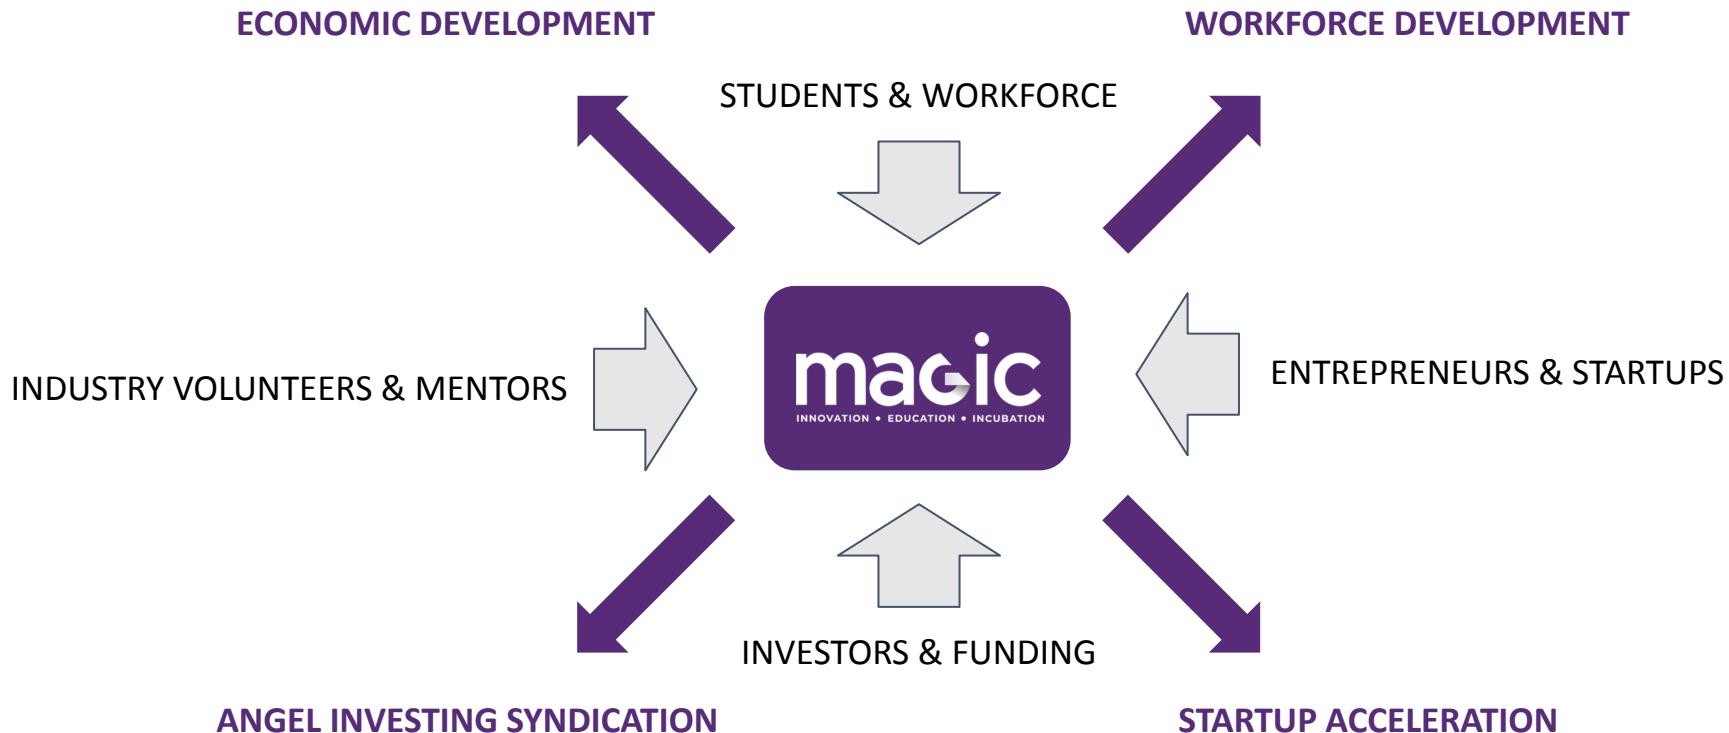 ECONOMIC DEVELOPMENT
WORKFORCE DEVELOPMENT
STUDENTS & WORKFORCE
INDUSTRY VOLUNTEERS & MENTORS
magic
INNOVATION • EDUCATION • INCUBATION
ENTREPRENEURS & STARTUPS
INVESTORS & FUNDING
ANGEL INVESTING SYNDICATION
STARTUP ACCELERATION